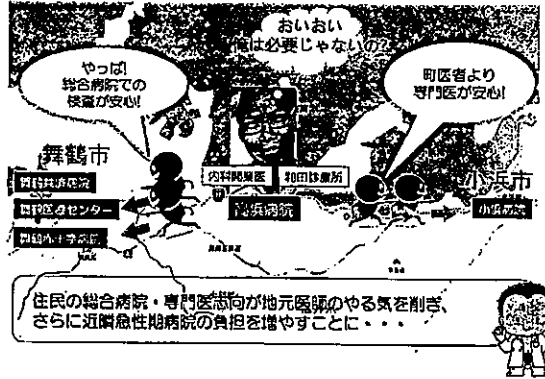 おいおい
俺は必要じゃないの?
やっぱ!
総合病院での
検査が安心!
町医者より
専門医が安心!
舞鶴市
舞鶴共済病院
舞鶴医療センター
舞鶴赤十字病院
内科開業医
和田診療所
高浜病院
小浜市
小浜病院
住民の総合病院・専門医志向が地元医師のやる気を削ぎ、
さらに近隣急性期病院の負担を増やすことに・・・